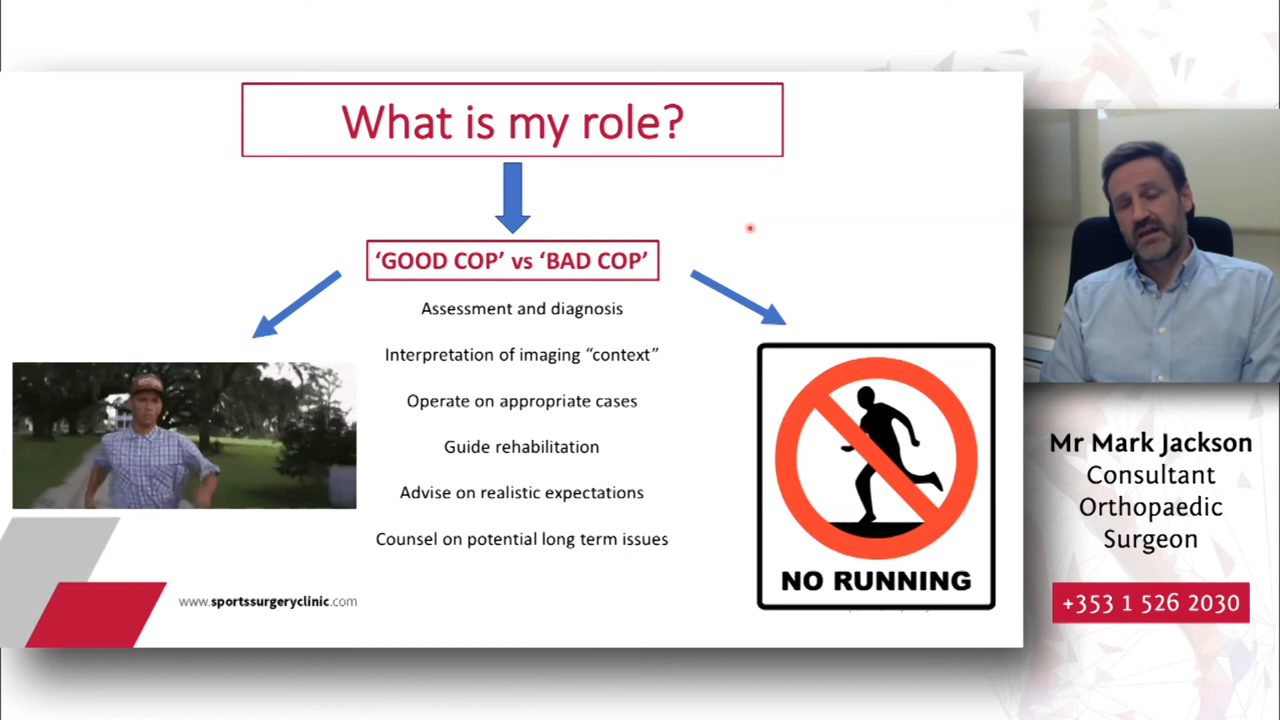 What is my role?
‘GOOD COP’ vs ‘BAD COP’
Assessment and diagnosis
Interpretation of imaging “context”
Operate on appropriate cases
Guide rehabilitation
Advise on realistic expectations
Counsel on potential long term issues
NO RUNNING
www.sportssurgeryclinic.com
Mr Mark Jackson
Consultant
Orthopaedic
Surgeon
+353 1 526 2030